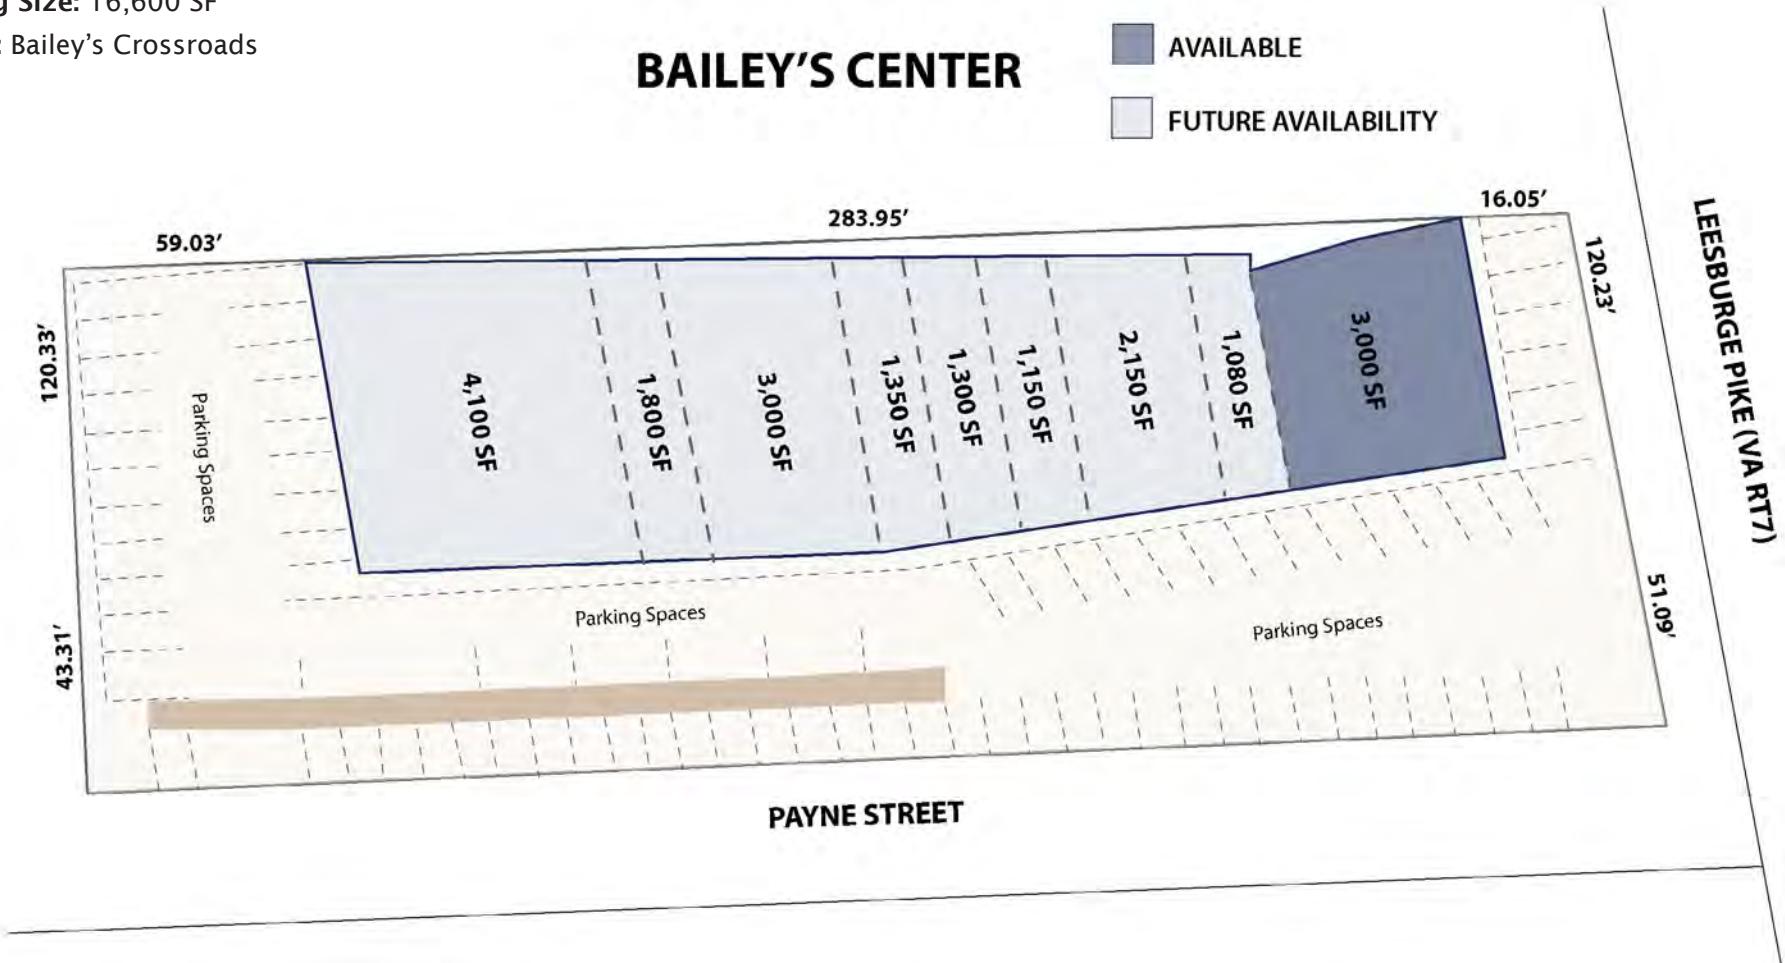 g Size: 16,600 SF
: Bailey’s Crossroads
BAILEY’S CENTER
AVAILABLE
FUTURE AVAILABILITY
59.03’
283.95’
16.05’
120.33’
43.31’
120.23’
51.09’
LEESBURGE PIKE (VA RT7)
Parking Spaces
4,100 SF
1,800 SF
3,000 SF
1,350 SF
1,300 SF
1,150 SF
2,150 SF
1,080 SF
3,000 SF
Parking Spaces
Parking Spaces
PAYNE STREET